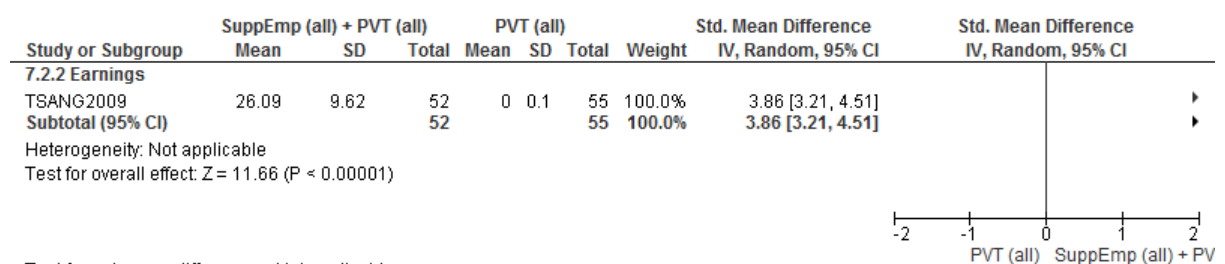 SuppEmp (all) + PVT (all) PVT (all) Std. Mean Difference Std. Mean Difference
Study or Subgroup Mean SD Total Mean SD Total Weight IV, Random, 95% CI IV, Random, 95% CI
7.2.2 Earnings
TSANG2009 26.09 9.62 52 0 0.1 55 100.0% 3.86 [3.21, 4.51]
Subtotal (95% CI) 52 55 100.0% 3.86 [3.21, 4.51]
Heterogeneity: Not applicable
Test for overall effect: Z = 11.66 (P < 0.00001)
-2 -1 0 1 2
PVT (all) SuppEmp (all) + PV